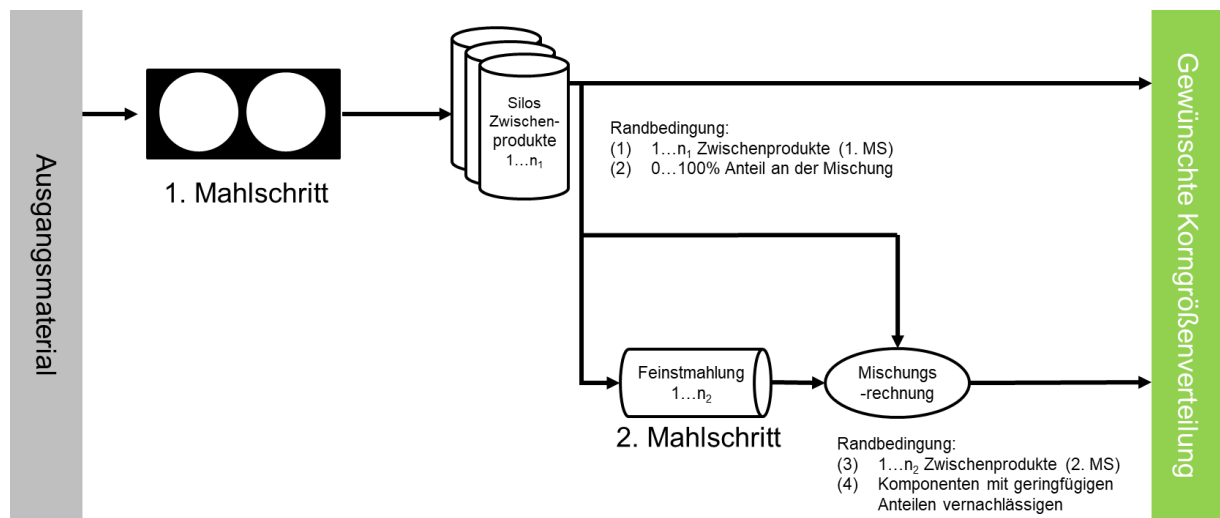 Ausgangsmaterial
1. Mahlschritt
Silos
Zwischen-
produkte
1…n₁
Randbedingung:
(1) 1…n₁ Zwischenprodukte (1. MS)
(2) 0…100% Anteil an der Mischung
Feinstmahlung
1…n₂
2. Mahlschritt
Mischungs
-rechnung
Randbedingung:
(3) 1…n₂ Zwischenprodukte (2. MS)
(4) Komponenten mit geringfügigen
Anteilen vernachlässigen
Gewünschte Korngrößenverteilung